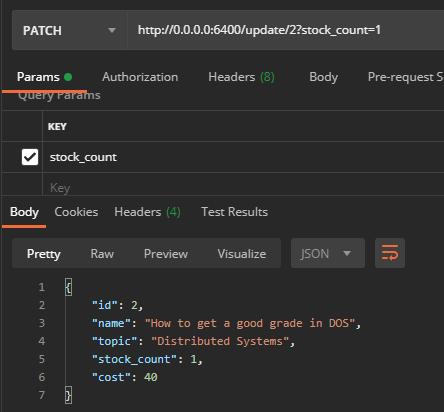 PATCH http://0.0.0.0:6400/update/2?stock_count=1
Params Authorization Headers (8) Body Pre-request S
Query Params
KEY
stock_count
Key
Body Cookies Headers (4) Test Results
Pretty Raw Preview Visualize JSON
1 {
2 "id": 2,
3 "name": "How to get a good grade in DOS",
4 "topic": "Distributed Systems",
5 "stock_count": 1,
6 "cost": 40
7 }